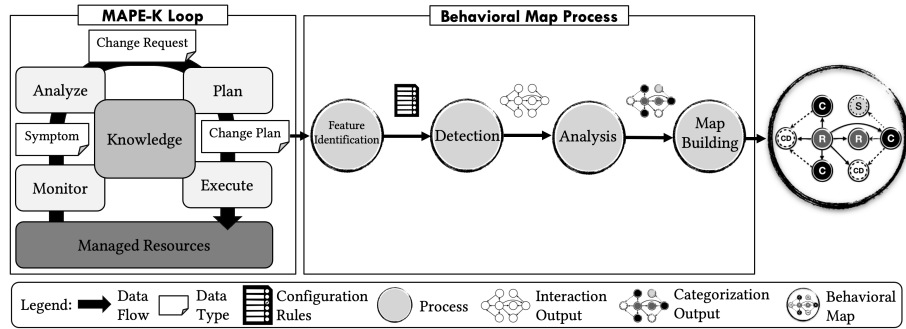 MAPE-K Loop
Behavioral Map Process
Change Request
Analyze
Plan
Symptom
Knowledge
Change Plan
Monitor
Execute
Managed Resources
Feature
Identification
Detection
Analysis
Map
Building
C
S
CD
R
R
C
C
CD
Legend:
Data
Flow
Data
Type
Configuration
Rules
Process
Interaction
Output
Categorization
Output
Behavioral
Map